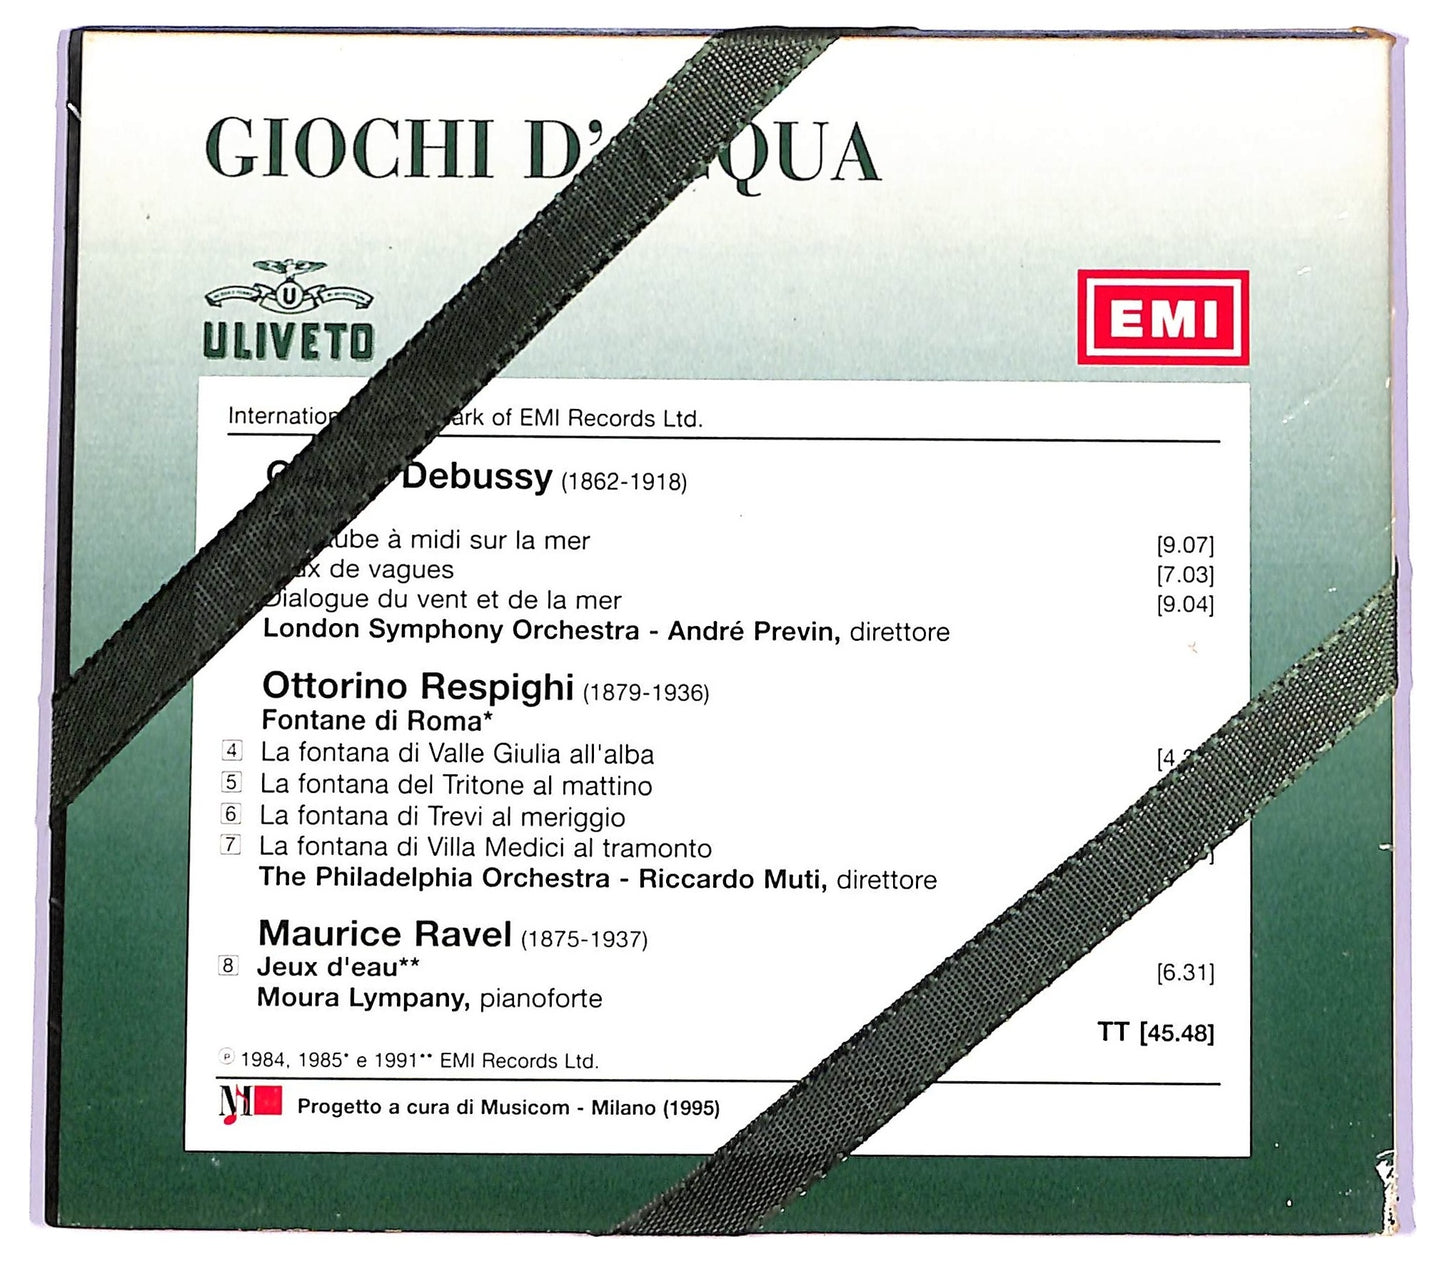 GIOCHI D' QUA
U
ULIVETO
EMI
of EMI Records Ltd.
Debussy (1862-1918)
à midi sur la mer [9.07]
de vagues [7.03]
Dialogue du vent et de la mer [9.04]
London Symphony Orchestra - André Previn, direttore
Ottorino Respighi (1879-1936)
Fontane di Roma*
4 La fontana di Valle Giulia all'alba
5 La fontana del Tritone al mattino
6 La fontana di Trevi al meriggio
7 La fontana di Villa Medici al tramonto
The Philadelphia Orchestra - Riccardo Muti, direttore
Maurice Ravel (1875-1937)
8 Jeux d'eau** [6.31]
Moura Lympany, pianoforte
TT [45.48]
℗ 1984, 1985* e 1991** EMI Records Ltd.
M Progetto a cura di Musicom - Milano (1995)